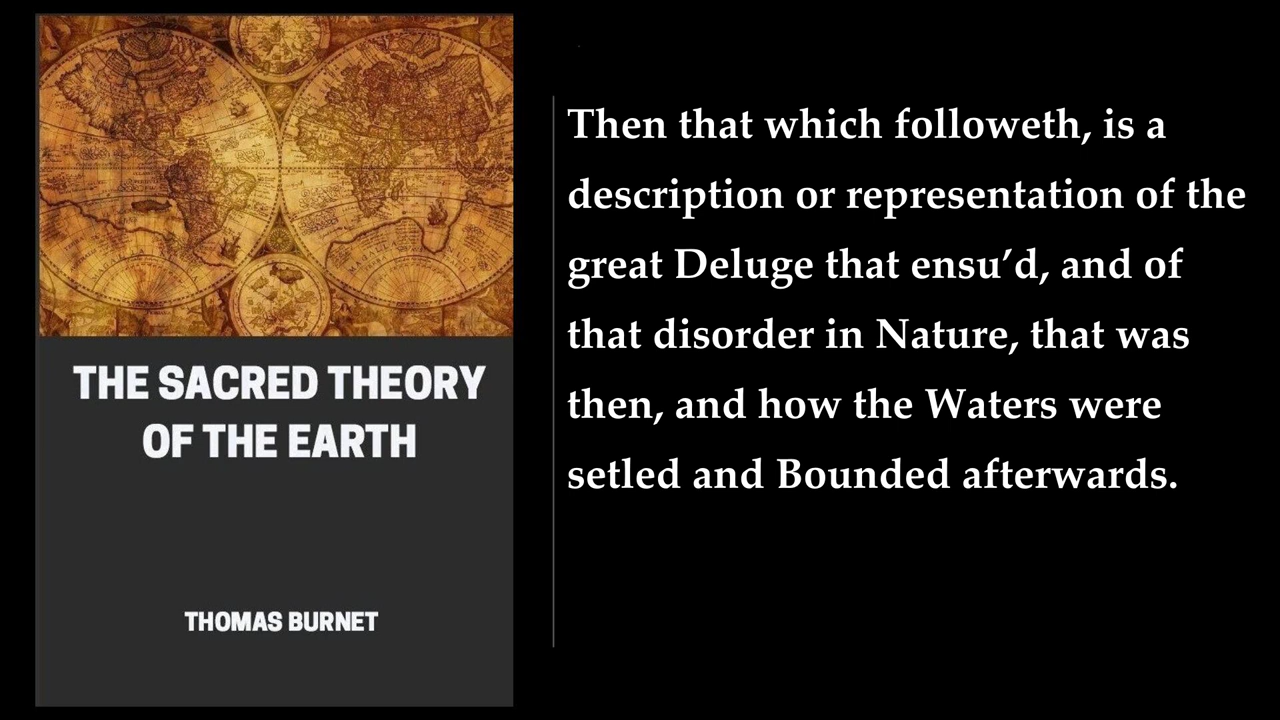 THE SACRED THEORY
OF THE EARTH
THOMAS BURNET
Then that which followeth, is a
description or representation of the
great Deluge that ensu’d, and of
that disorder in Nature, that was
then, and how the Waters were
setled and Bounded afterwards.